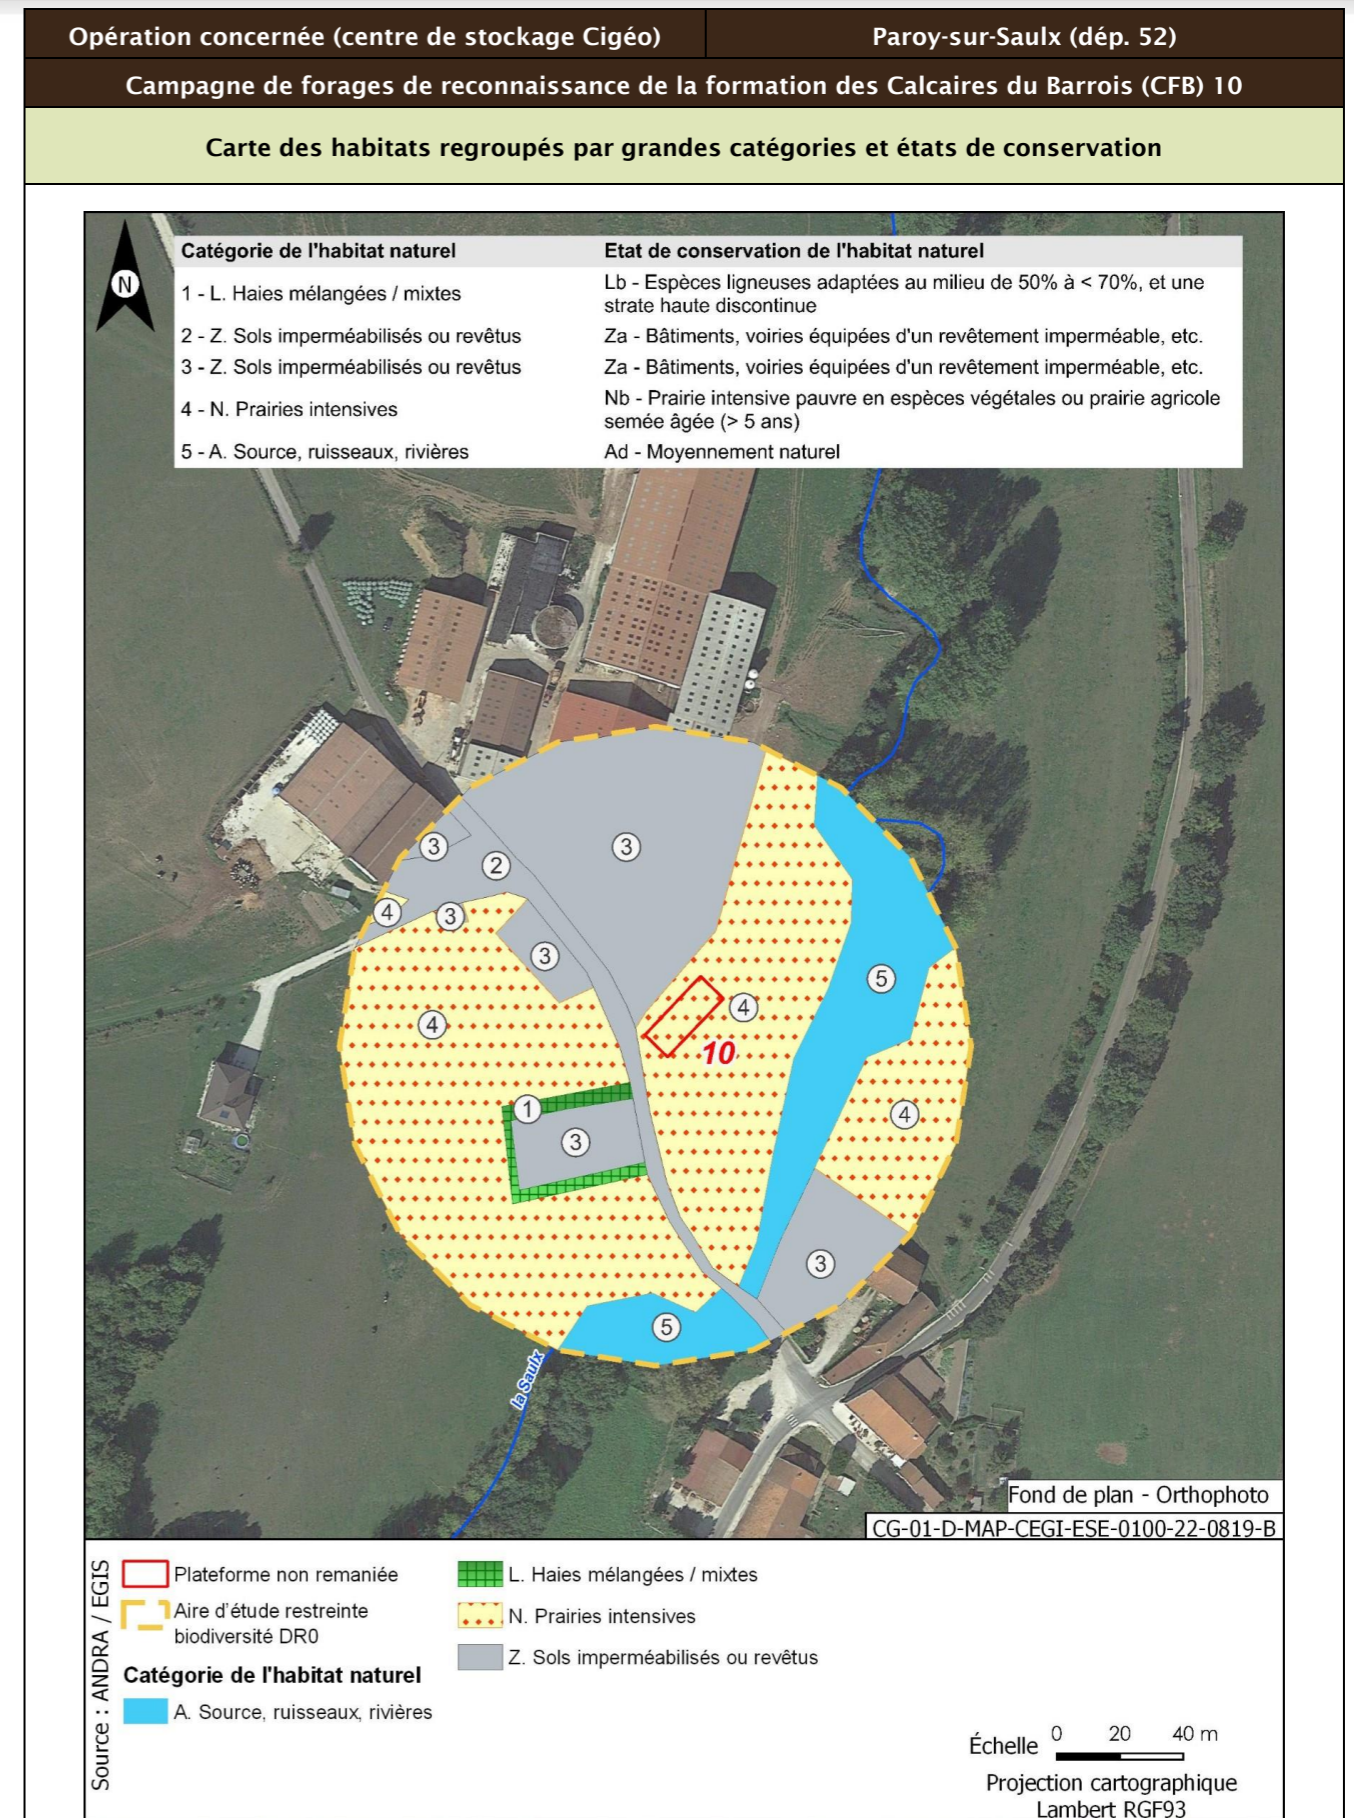 Opération concernée (centre de stockage Cigéo)
Paroy-sur-Saulx (dép. 52)
Campagne de forages de reconnaissance de la formation des Calcaires du Barrois (CFB) 10
Carte des habitats regroupés par grandes catégories et états de conservation
N
Catégorie de l'habitat naturel
Etat de conservation de l'habitat naturel
1 - L. Haies mélangées / mixtes
Lb - Espèces ligneuses adaptées au milieu de 50% à < 70%, et une
strate haute discontinue
2 - Z. Sols imperméabilisés ou revêtus
Za - Bâtiments, voiries équipées d'un revêtement imperméable, etc.
3 - Z. Sols imperméabilisés ou revêtus
Za - Bâtiments, voiries équipées d'un revêtement imperméable, etc.
4 - N. Prairies intensives
Nb - Prairie intensive pauvre en espèces végétales ou prairie agricole
semée âgée (> 5 ans)
5 - A. Source, ruisseaux, rivières
Ad - Moyennement naturel
3
3
2
4
3
3
5
4
4
10
1
4
3
3
5
la Saulx
Fond de plan - Orthophoto
CG-01-D-MAP-CEGI-ESE-0100-22-0819-B
Source : ANDRA / EGIS
Plateforme non remaniée
Aire d'étude restreinte
biodiversité DR0
Catégorie de l'habitat naturel
A. Source, ruisseaux, rivières
L. Haies mélangées / mixtes
N. Prairies intensives
Z. Sols imperméabilisés ou revêtus
Échelle
0 20 40 m
Projection cartographique
Lambert RGF93